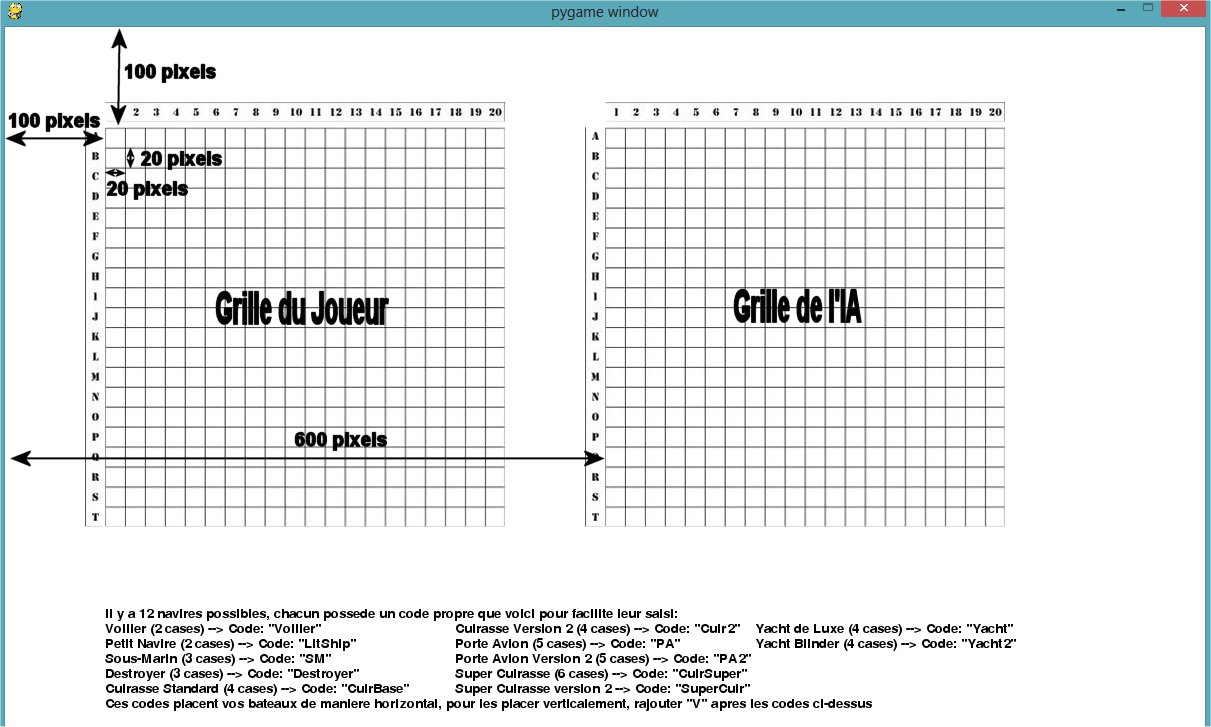 pygame window
100 pixels
100 pixels
2 3 4 5 6 7 8 9 10 11 12 13 14 15 16 17 18 19 20
1 2 3 4 5 6 7 8 9 10 11 12 13 14 15 16 17 18 19 20
B
C
D
E
F
G
H
I
J
K
L
M
N
O
P
Q
R
S
T
20 pixels
20 pixels
Grille du Joueur
600 pixels
A
B
C
D
E
F
G
H
I
J
K
L
M
N
O
P
R
S
T
Grille de l'IA
Il y a 12 navires possibles, chacun possede un code propre que voici pour facilite leur saisi:
Voilier (2 cases) --> Code: "Voilier" Cuirasse Version 2 (4 cases) --> Code: "Cuir2" Yacht de Luxe (4 cases) --> Code: "Yacht"
Petit Navire (2 cases) --> Code: "LitShip" Porte Avion (5 cases) --> Code: "PA" Yacht Blinder (4 cases) --> Code: "Yacht2"
Sous-Marin (3 cases) --> Code: "SM" Porte Avion Version 2 (5 cases) --> Code: "PA2"
Destroyer (3 cases) --> Code: "Destroyer" Super Cuirasse (6 cases) --> Code: "CuirSuper"
Cuirasse Standard (4 cases) --> Code: "CuirBase" Super Cuirasse version 2 --> Code: "SuperCuir"
Ces codes placent vos bateaux de maniere horizontal, pour les placer verticalement, rajouter "V" apres les codes ci-dessus